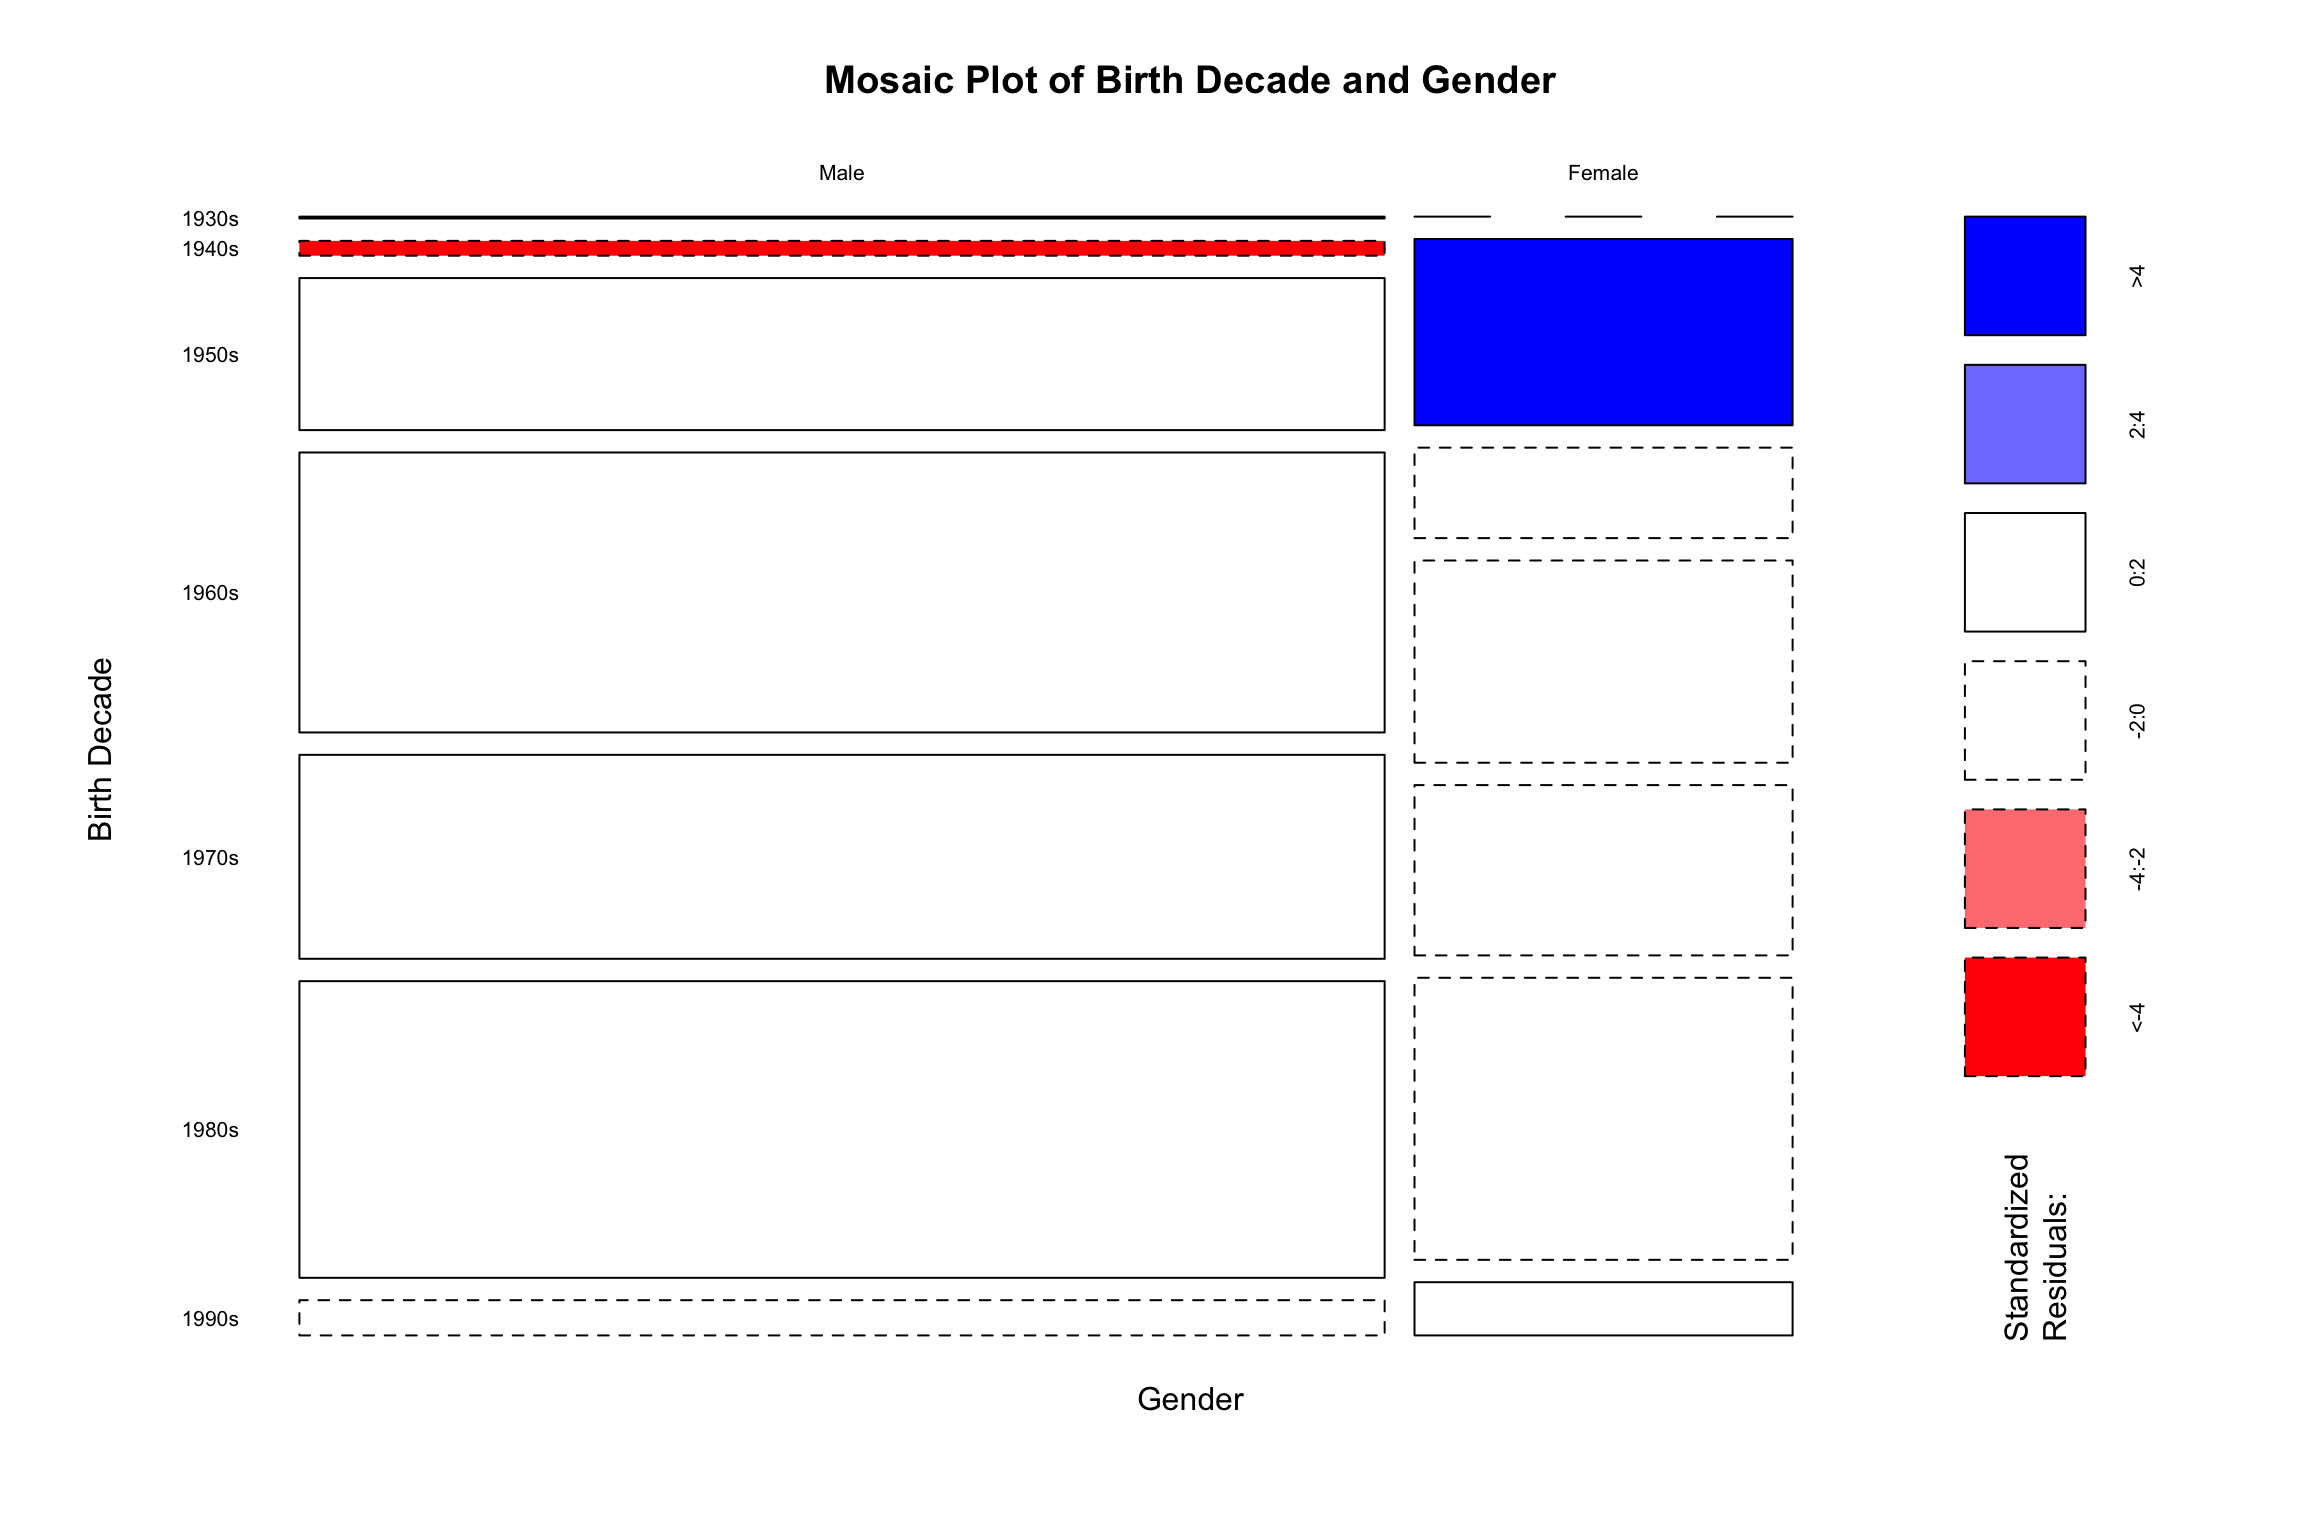 Mosaic Plot of Birth Decade and Gender
Male
Female
1930s
1940s
1950s
1960s
1970s
1980s
1990s
Birth Decade
Gender
>4
2:4
0:2
-2:0
-4:-2
<-4
Standardized
Residuals: